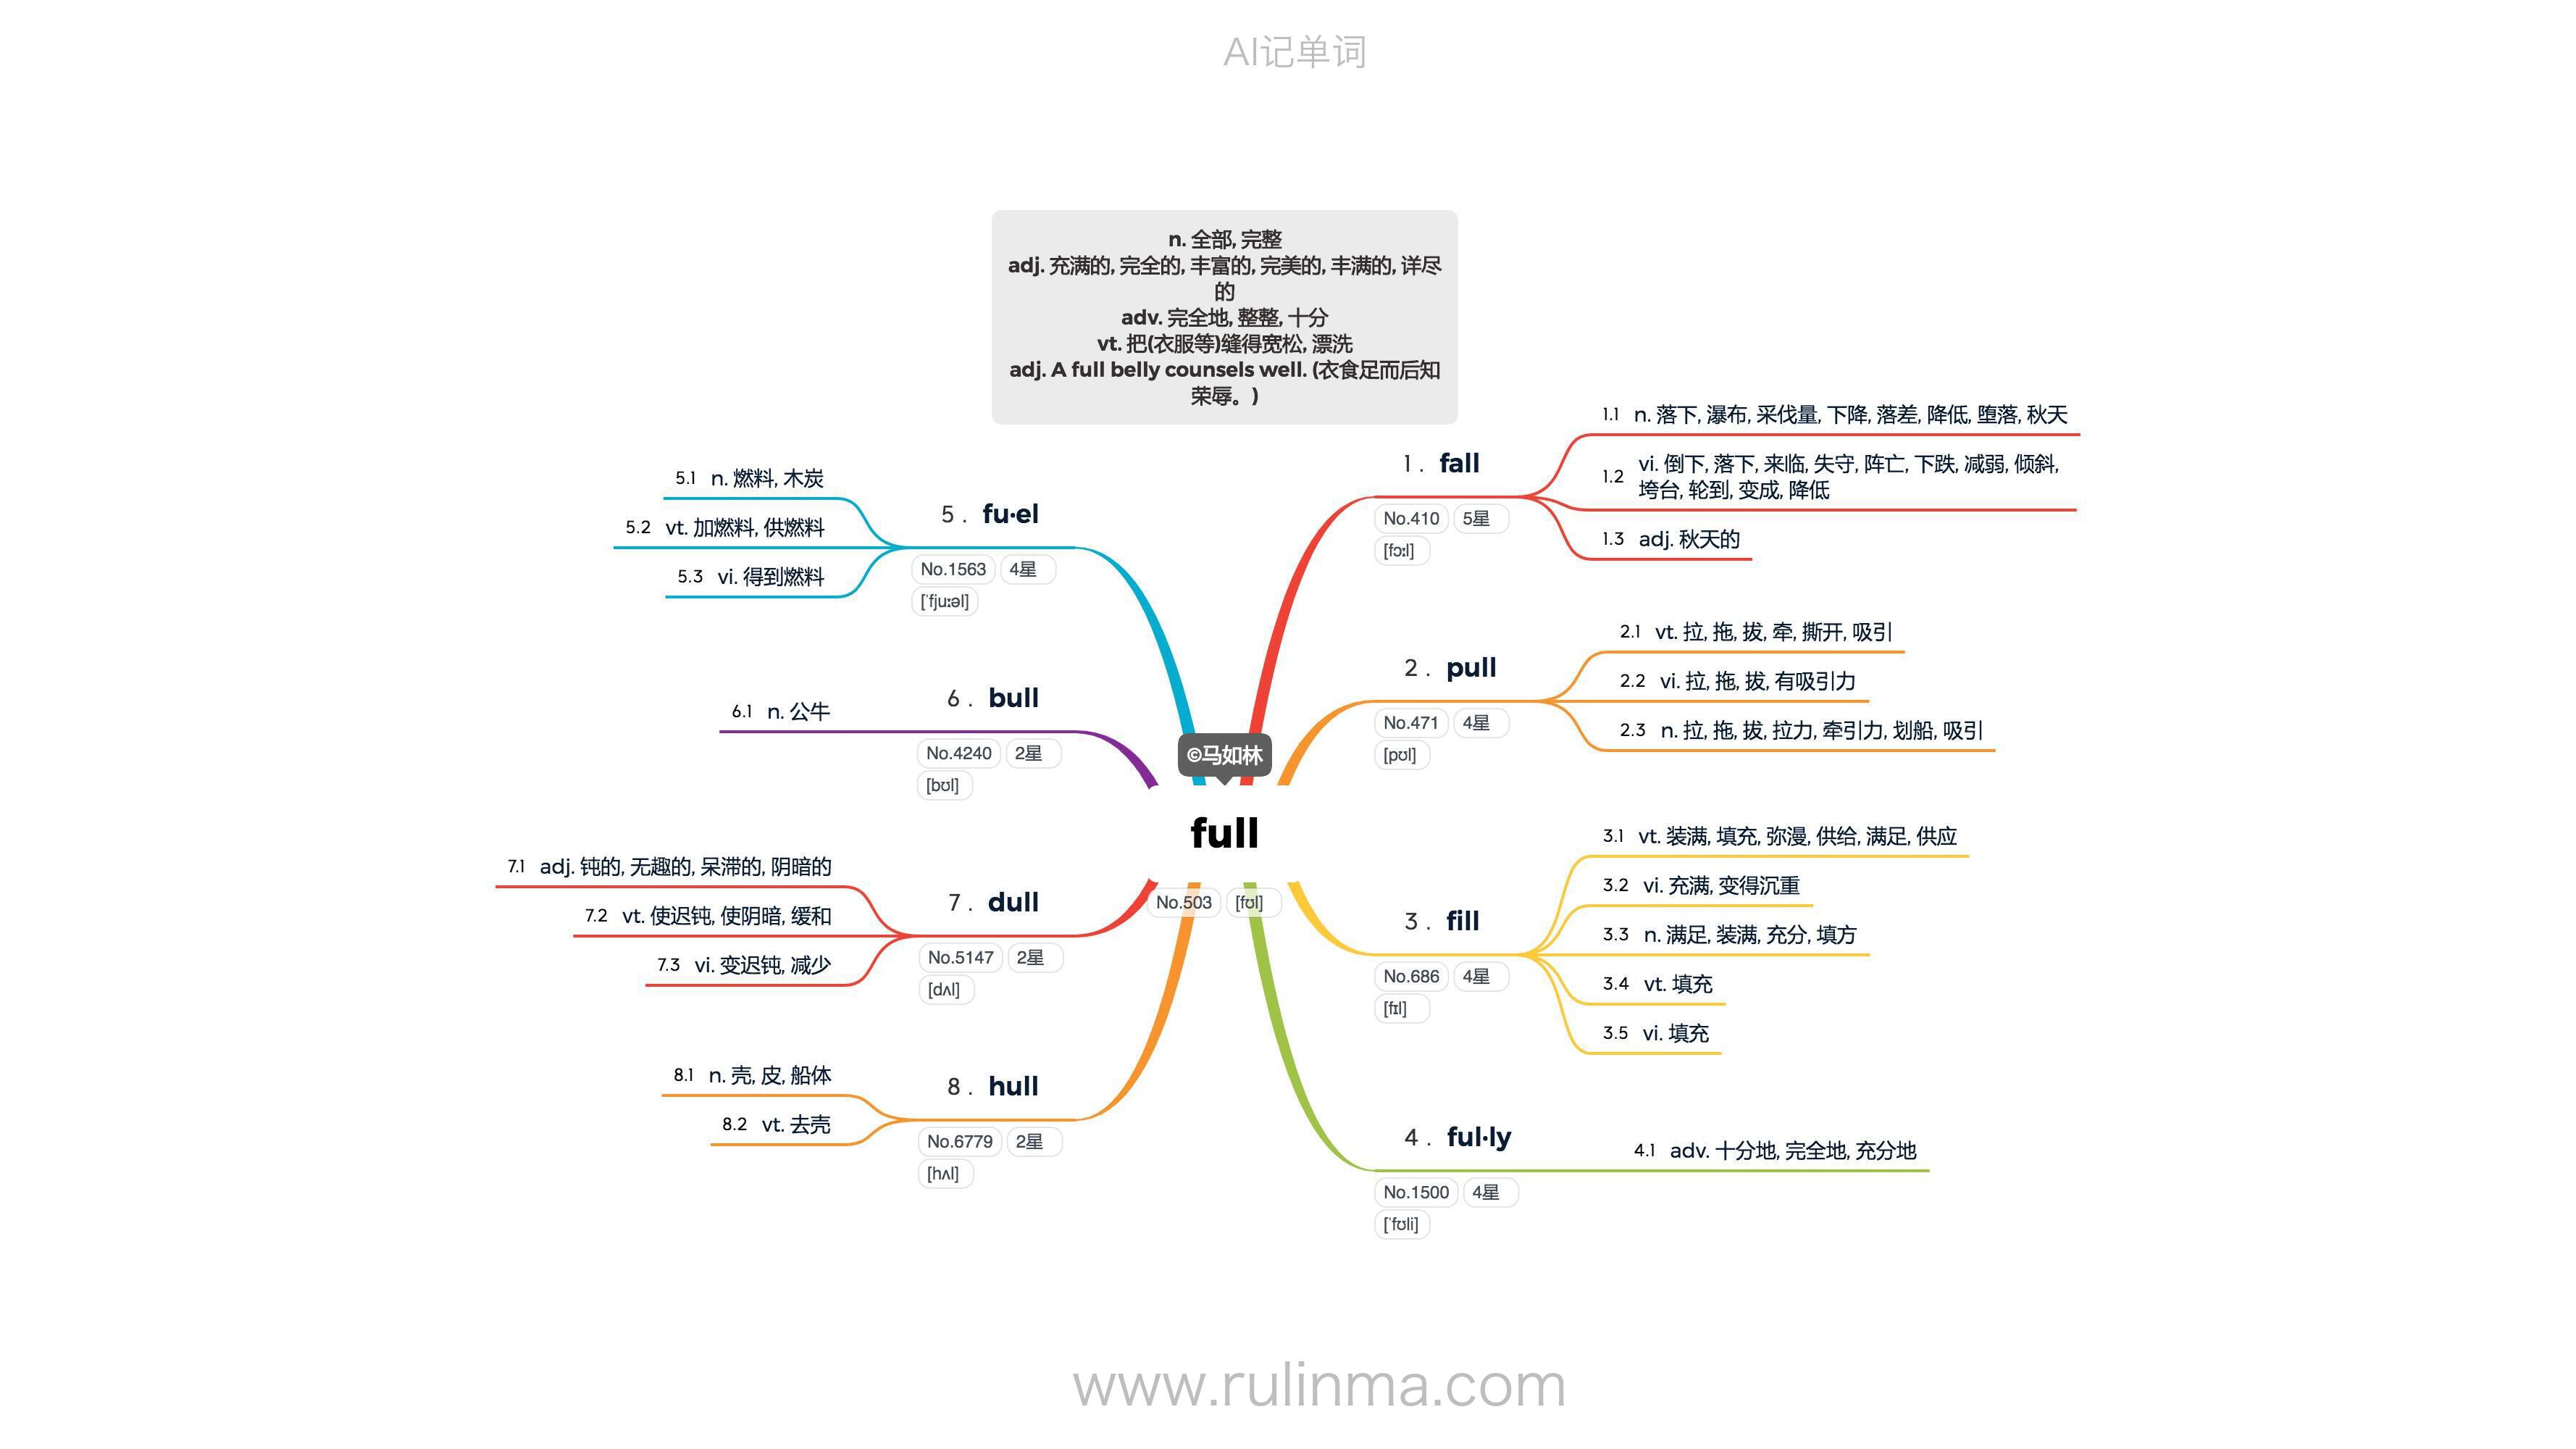 AI记单词
n. 全部, 完整
adj. 充满的, 完全的, 丰富的, 完美的, 丰满的, 详尽
的
adv. 完全地, 整整, 十分
vt. 把(衣服等)缝得宽松, 漂洗
adj. A full belly counsels well. (衣食足而后知
荣辱。)
©马如林
full
No.503 [fʊl]
1 . fall
No.410 5星
[fɔːl]
1.1 n. 落下, 瀑布, 采伐量, 下降, 落差, 降低, 堕落, 秋天
1.2 vi. 倒下, 落下, 来临, 失守, 阵亡, 下跌, 减弱, 倾斜,
垮台, 轮到, 变成, 降低
1.3 adj. 秋天的
2 . pull
No.471 4星
[pʊl]
2.1 vt. 拉, 拖, 拔, 牵, 撕开, 吸引
2.2 vi. 拉, 拖, 拔, 有吸引力
2.3 n. 拉, 拖, 拔, 拉力, 牵引力, 划船, 吸引
3 . fill
No.686 4星
[fɪl]
3.1 vt. 装满, 填充, 弥漫, 供给, 满足, 供应
3.2 vi. 充满, 变得沉重
3.3 n. 满足, 装满, 充分, 填方
3.4 vt. 填充
3.5 vi. 填充
4 . ful·ly
No.1500 4星
[ˈfʊli]
4.1 adv. 十分地, 完全地, 充分地
5 . fu·el
No.1563 4星
[ˈfjuːəl]
5.1 n. 燃料, 木炭
5.2 vt. 加燃料, 供燃料
5.3 vi. 得到燃料
6 . bull
No.4240 2星
[bʊl]
6.1 n. 公牛
7 . dull
No.5147 2星
[dʌl]
7.1 adj. 钝的, 无趣的, 呆滞的, 阴暗的
7.2 vt. 使迟钝, 使阴暗, 缓和
7.3 vi. 变迟钝, 减少
8 . hull
No.6779 2星
[hʌl]
8.1 n. 壳, 皮, 船体
8.2 vt. 去壳
www.rulinma.com